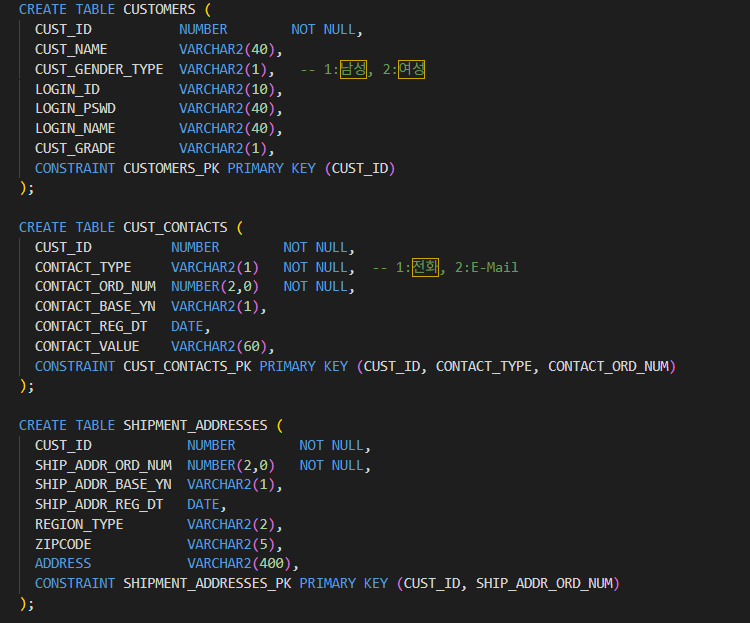 CREATE TABLE CUSTOMERS (
CUST_ID NUMBER NOT NULL,
CUST_NAME VARCHAR2(40),
CUST_GENDER_TYPE VARCHAR2(1), -- 1:남성, 2:여성
LOGIN_ID VARCHAR2(10),
LOGIN_PSWD VARCHAR2(40),
LOGIN_NAME VARCHAR2(40),
CUST_GRADE VARCHAR2(1),
CONSTRAINT CUSTOMERS_PK PRIMARY KEY (CUST_ID)
);
CREATE TABLE CUST_CONTACTS (
CUST_ID NUMBER NOT NULL,
CONTACT_TYPE VARCHAR2(1) NOT NULL, -- 1:전화, 2:E-Mail
CONTACT_ORD_NUM NUMBER(2,0) NOT NULL,
CONTACT_BASE_YN VARCHAR2(1),
CONTACT_REG_DT DATE,
CONTACT_VALUE VARCHAR2(60),
CONSTRAINT CUST_CONTACTS_PK PRIMARY KEY (CUST_ID, CONTACT_TYPE, CONTACT_ORD_NUM)
);
CREATE TABLE SHIPMENT_ADDRESSES (
CUST_ID NUMBER NOT NULL,
SHIP_ADDR_ORD_NUM NUMBER(2,0) NOT NULL,
SHIP_ADDR_BASE_YN VARCHAR2(1),
SHIP_ADDR_REG_DT DATE,
REGION_TYPE VARCHAR2(2),
ZIPCODE VARCHAR2(5),
ADDRESS VARCHAR2(400),
CONSTRAINT SHIPMENT_ADDRESSES_PK PRIMARY KEY (CUST_ID, SHIP_ADDR_ORD_NUM)
);